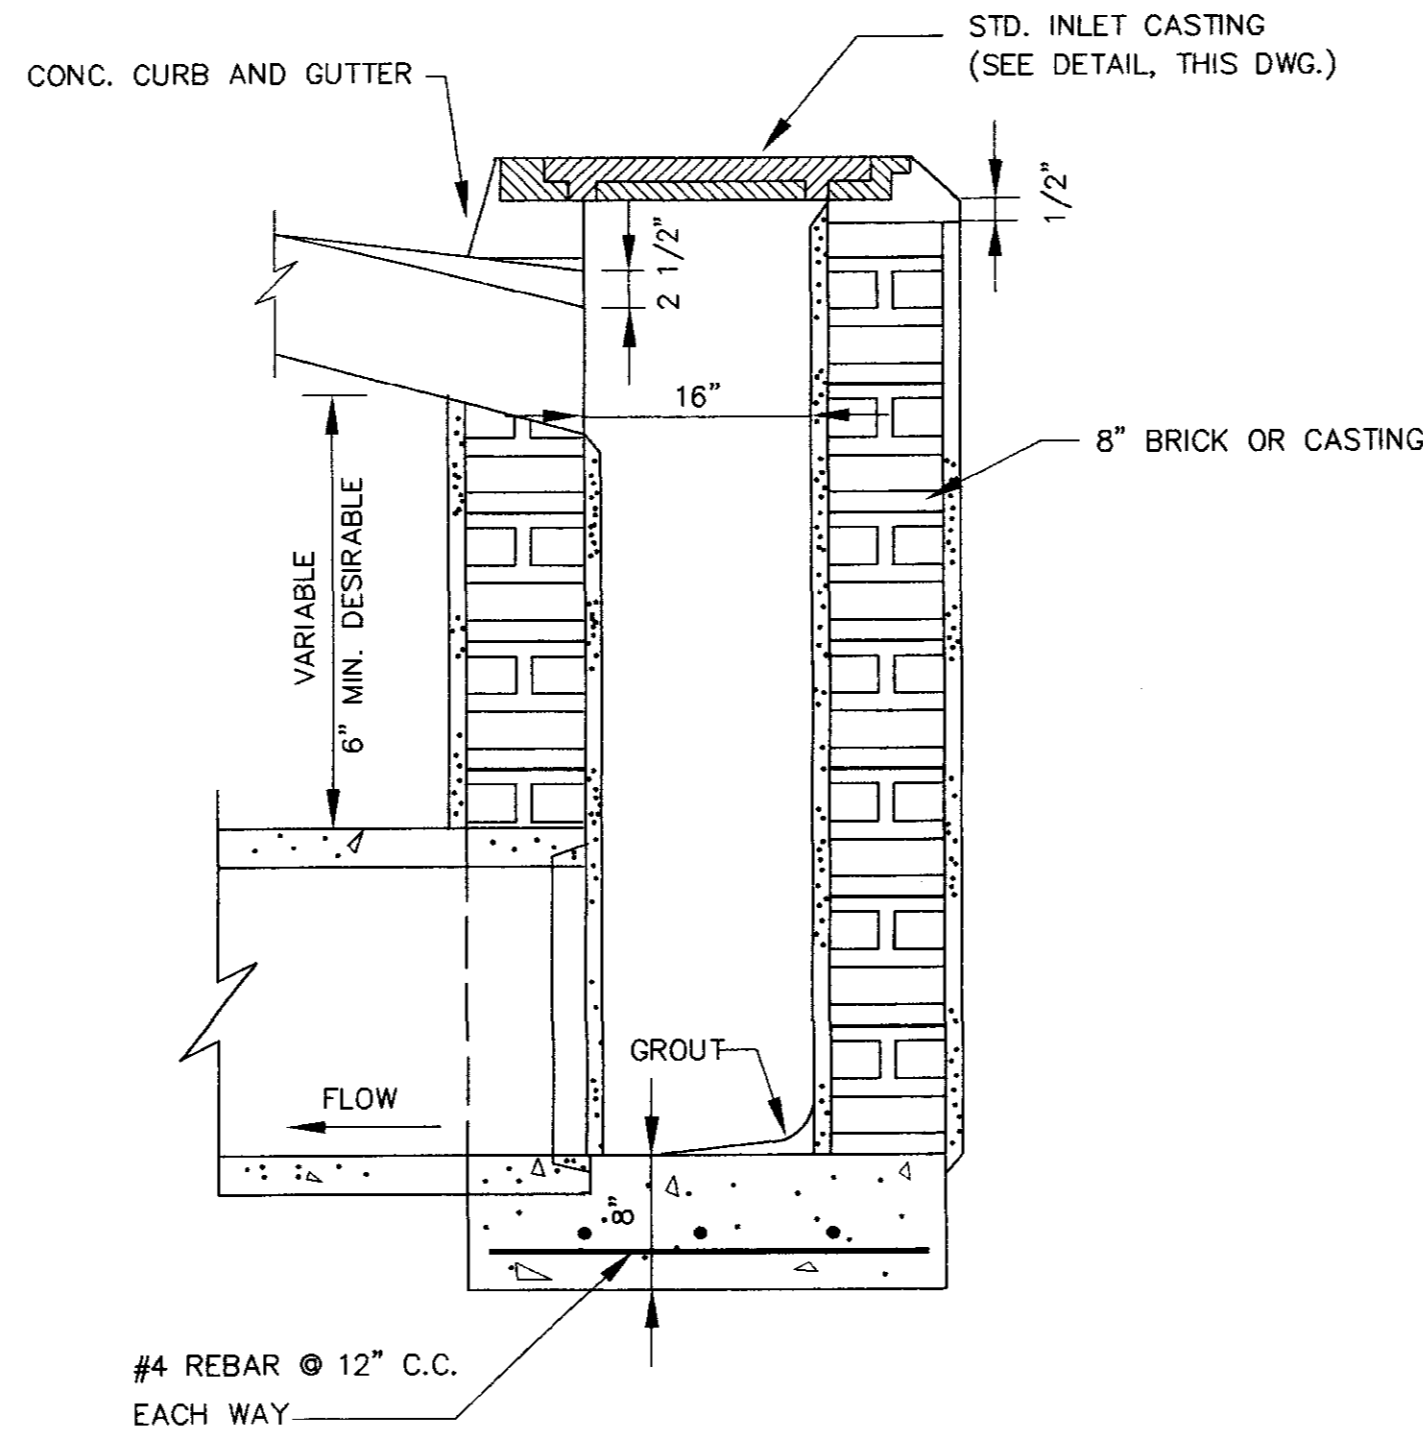 STD. INLET CASTING
(SEE DETAIL, THIS DWG.)
CONC. CURB AND GUTTER
1/2"
2 1/2"
16"
8" BRICK OR CASTING
VARIABLE
6" MIN. DESIRABLE
GROUT
FLOW
8"
#4 REBAR @ 12" C.C.
EACH WAY